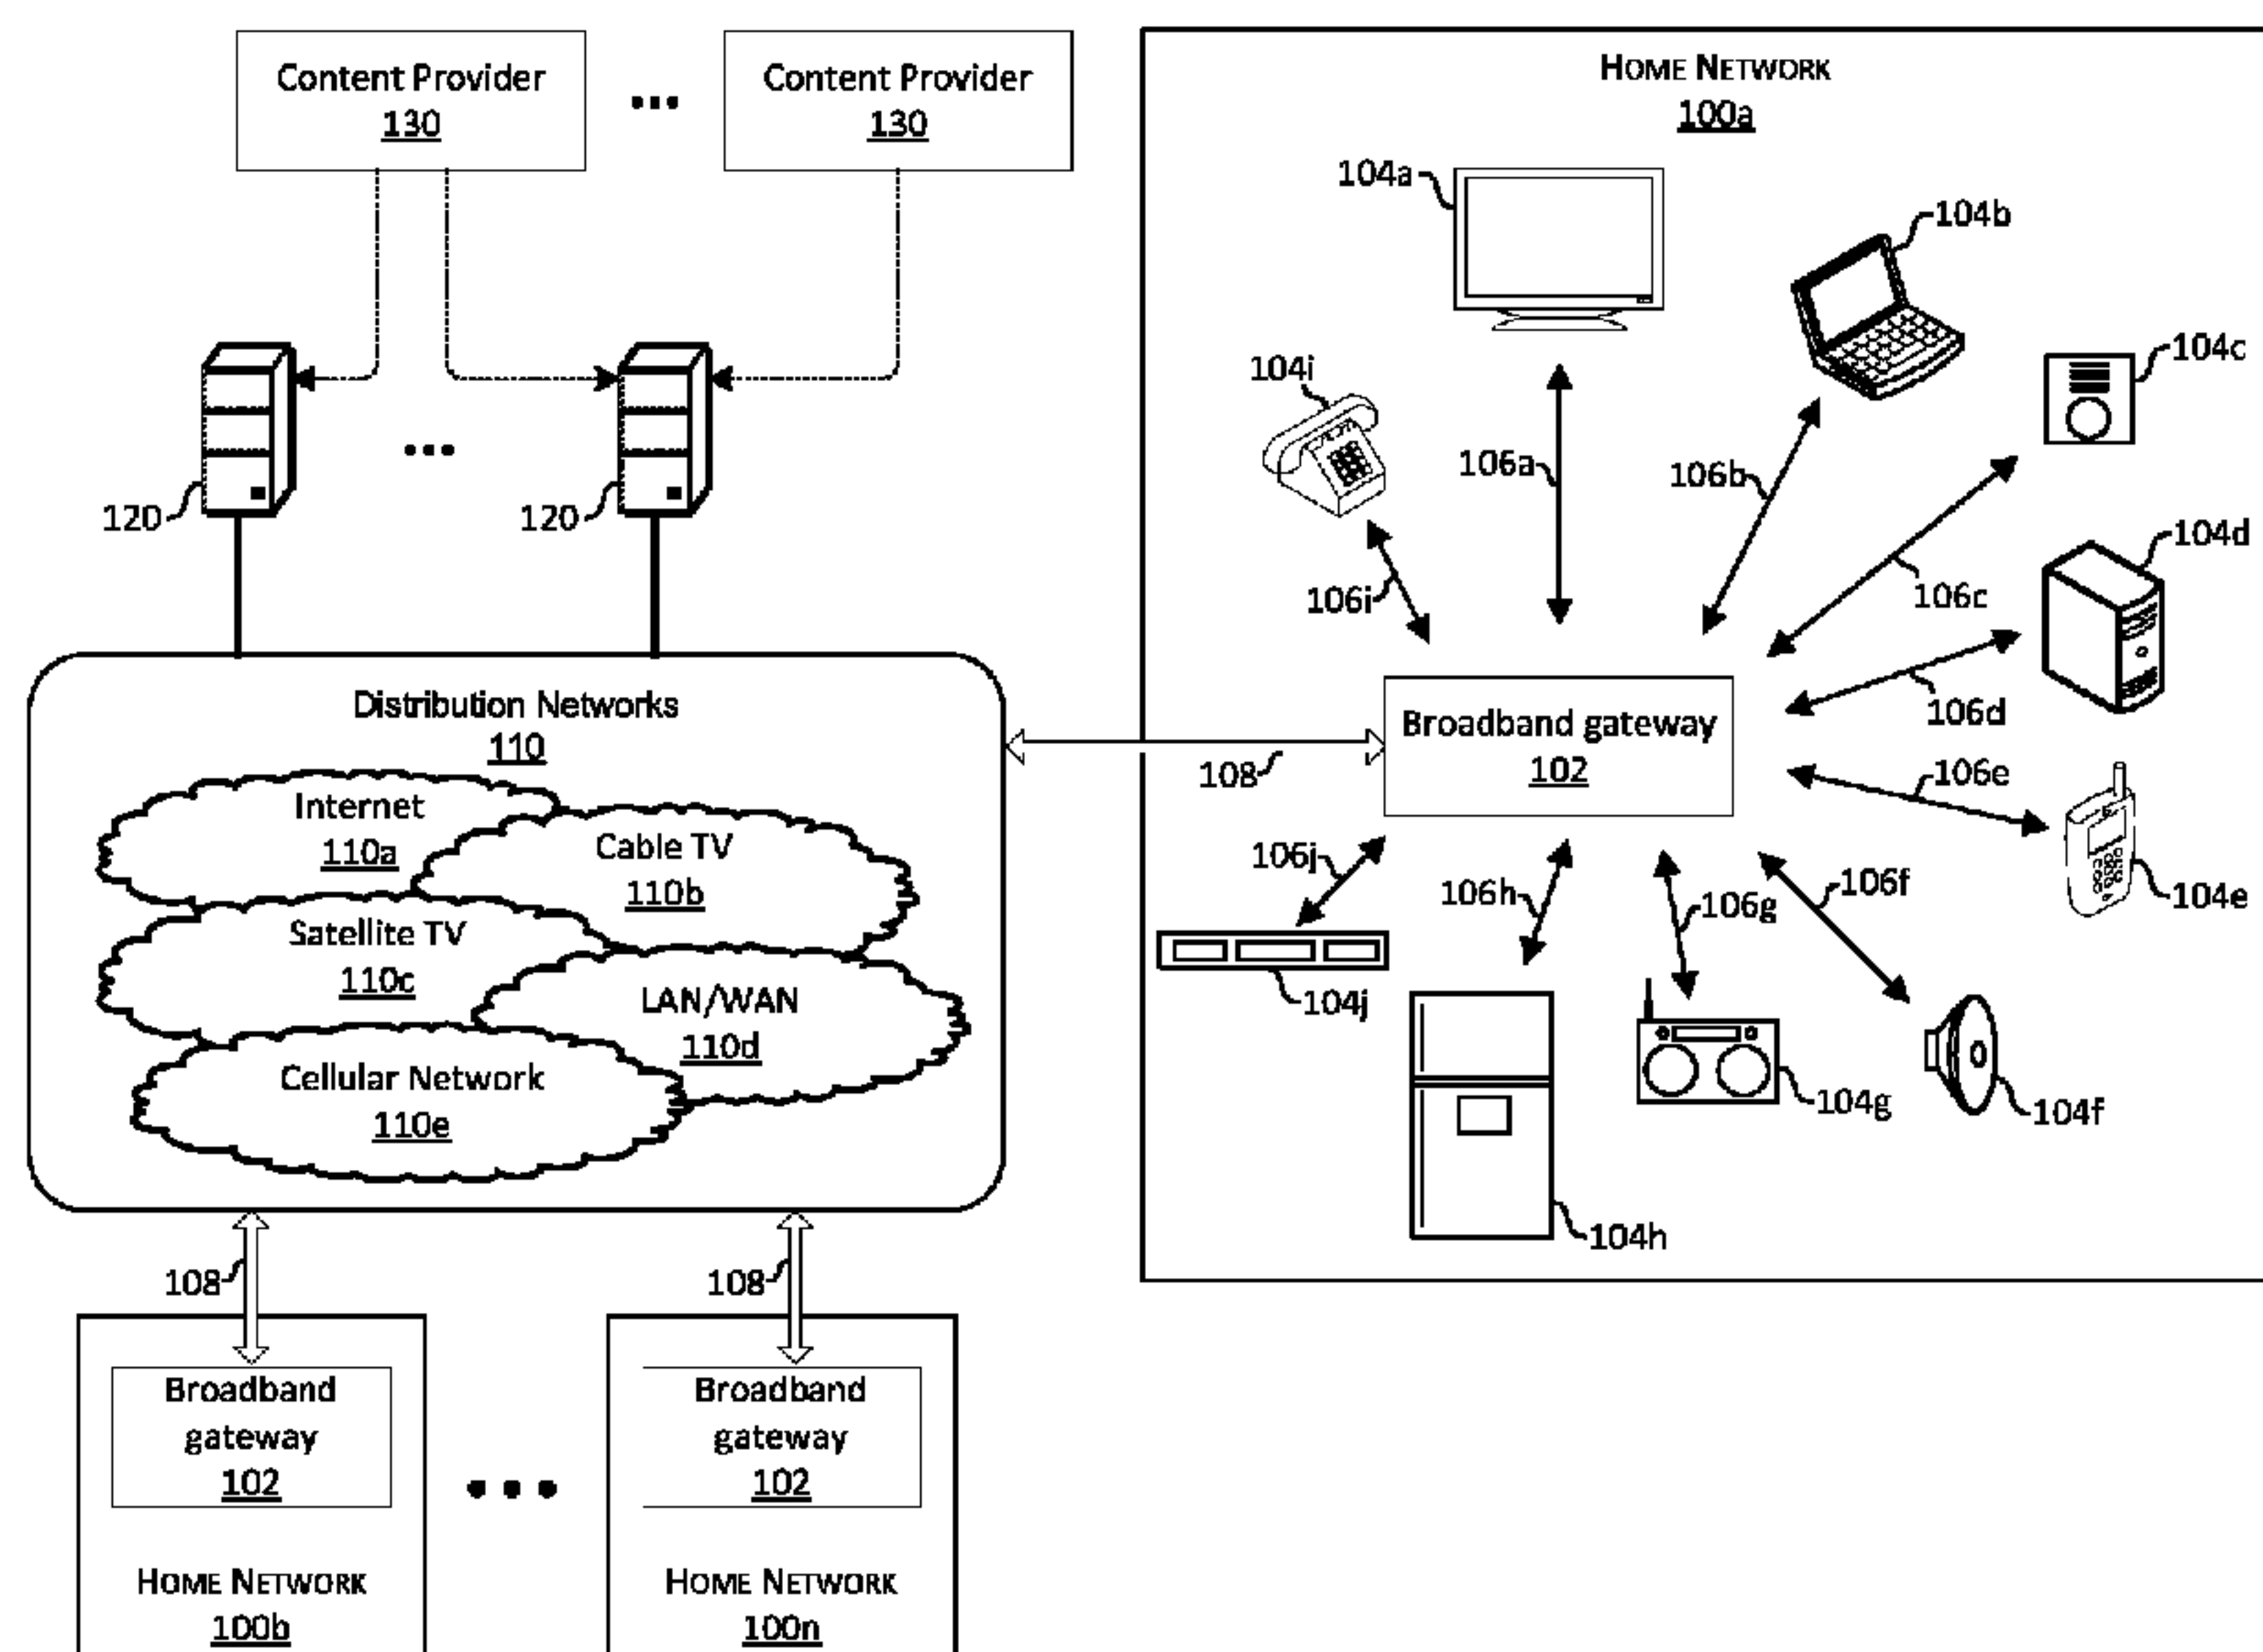 Content Provider
130
...
Content Provider
130
120
...
120
Distribution Networks
110
Internet
110a
Cable TV
110b
Satellite TV
110c
LAN/WAN
110d
Cellular Network
110e
108
108
108
Broadband
gateway
102
HOME NETWORK
100b
...
Broadband
gateway
102
HOME NETWORK
100n
HOME NETWORK
100a
104a
104b
104c
104i
106a
106b
104d
106i
106c
106d
Broadband gateway
102
106e
106j
106h
106g
106f
104e
104j
104g
104f
104h